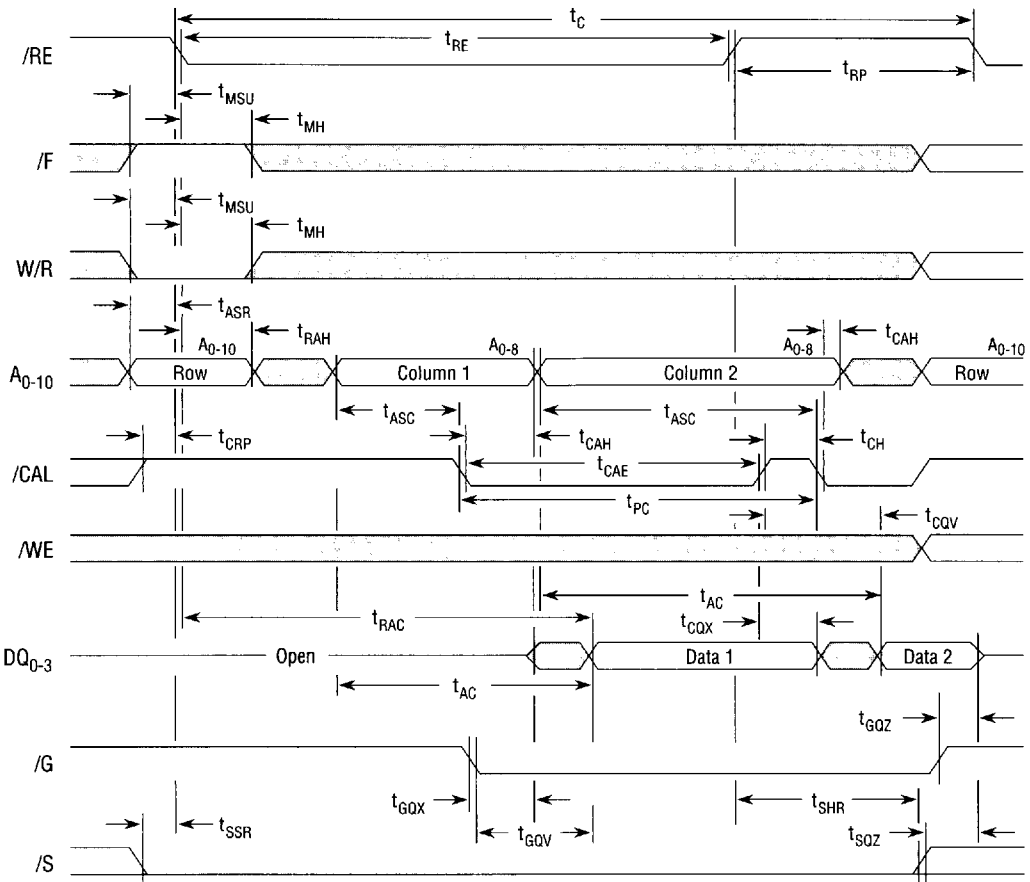 t_C
t_RE
/RE
t_RP
t_MSU
t_MH
/F
t_MSU
t_MH
W/R
t_ASR
t_RAH
t_CAH
A_0-10 A_0-8 A_0-8 A_0-10
A_0-10 Row Column 1 Column 2 Row
t_ASC t_ASC
t_CRP t_CAH t_CH
/CAL t_CAE
t_PC
t_CQV
/WE
t_AC
t_RAC t_CQX
DQ_0-3 Open Data 1 Data 2
t_AC
t_GQZ
/G
t_GQX t_SHR
t_SSR t_GQV t_SQZ
/S